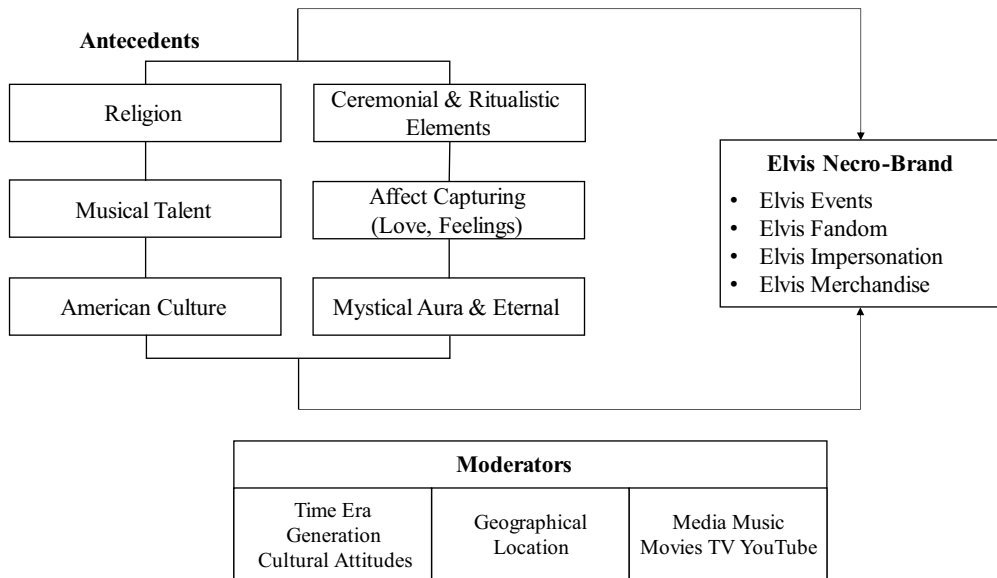 Antecedents
Religion
Ceremonial & Ritualistic
Elements
Musical Talent
Affect Capturing
(Love, Feelings)
American Culture
Mystical Aura & Eternal
Elvis Necro-Brand
• Elvis Events
• Elvis Fandom
• Elvis Impersonation
• Elvis Merchandise
Moderators
Time Era
Generation
Cultural Attitudes
Geographical
Location
Media Music
Movies TV YouTube